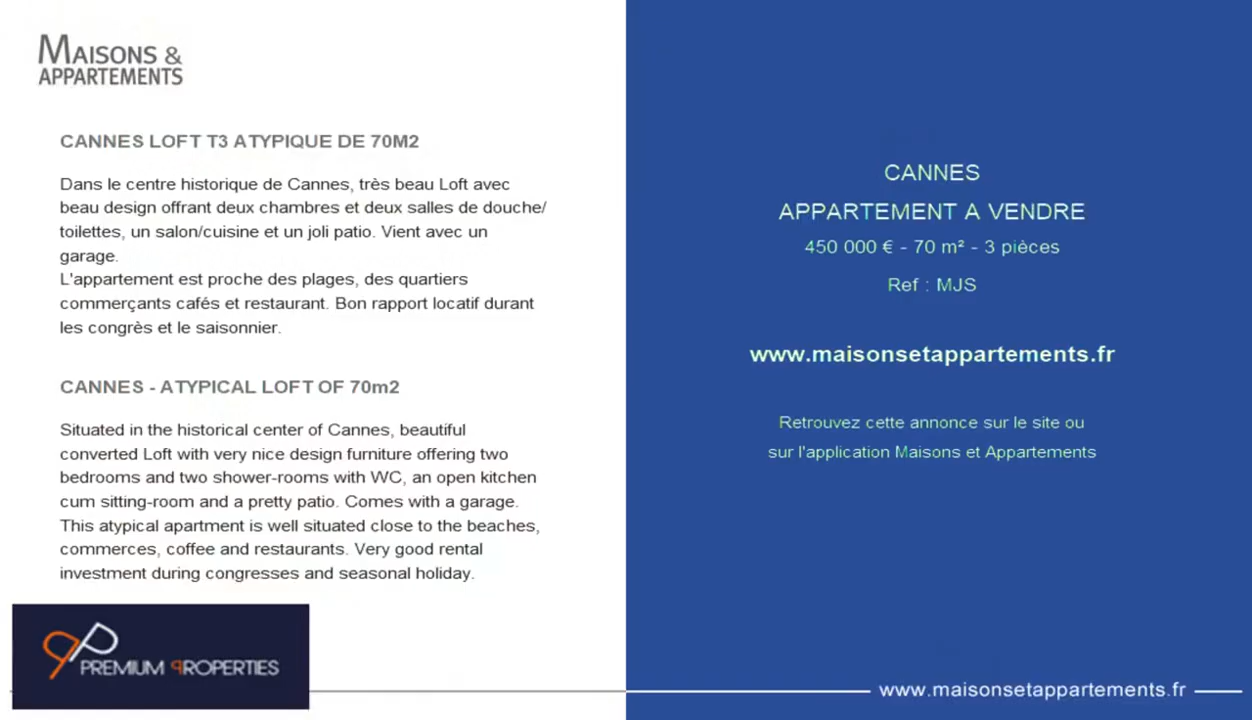 MAISONS &
APPARTEMENTS
CANNES LOFT T3 ATYPIQUE DE 70M2
Dans le centre historique de Cannes, très beau Loft avec
beau design offrant deux chambres et deux salles de douche/
toilettes, un salon/cuisine et un joli patio. Vient avec un
garage.
L'appartement est proche des plages, des quartiers
commerçants cafés et restaurant. Bon rapport locatif durant
les congrès et le saisonnier.
CANNES - ATYPICAL LOFT OF 70m2
Situated in the historical center of Cannes, beautiful
converted Loft with very nice design furniture offering two
bedrooms and two shower-rooms with WC, an open kitchen
cum sitting-room and a pretty patio. Comes with a garage.
This atypical apartment is well situated close to the beaches,
commerces, coffee and restaurants. Very good rental
investment during congresses and seasonal holiday.
PREMIUM PROPERTIES
CANNES
APPARTEMENT A VENDRE
450 000 € - 70 m² - 3 pièces
Ref : MJS
www.maisonsetappartements.fr
Retrouvez cette annonce sur le site ou
sur l'application Maisons et Appartements
www.maisonsetappartements.fr